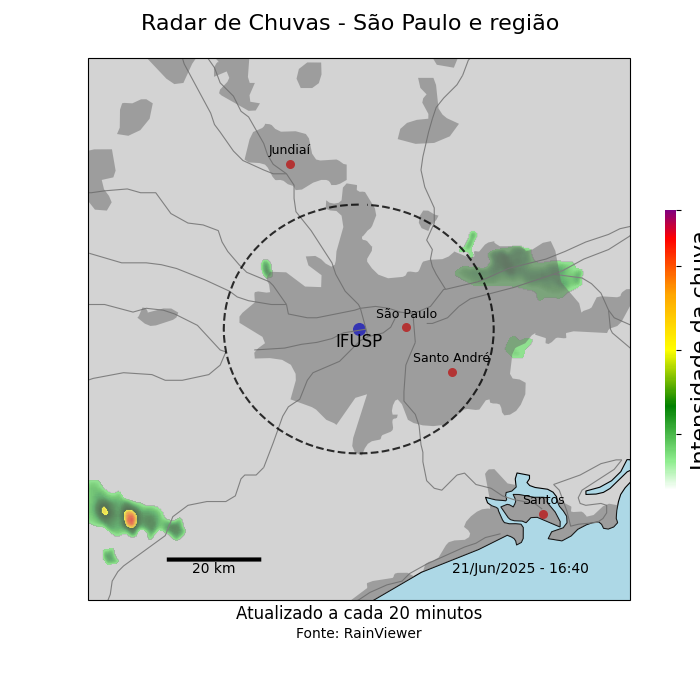 Radar de Chuvas - São Paulo e região
Jundiaí
São Paulo
IFUSP
Santo André
Santos
20 km
21/Jun/2025 - 16:40
Atualizado a cada 20 minutos
Fonte: RainViewer
Intensidade da chuva